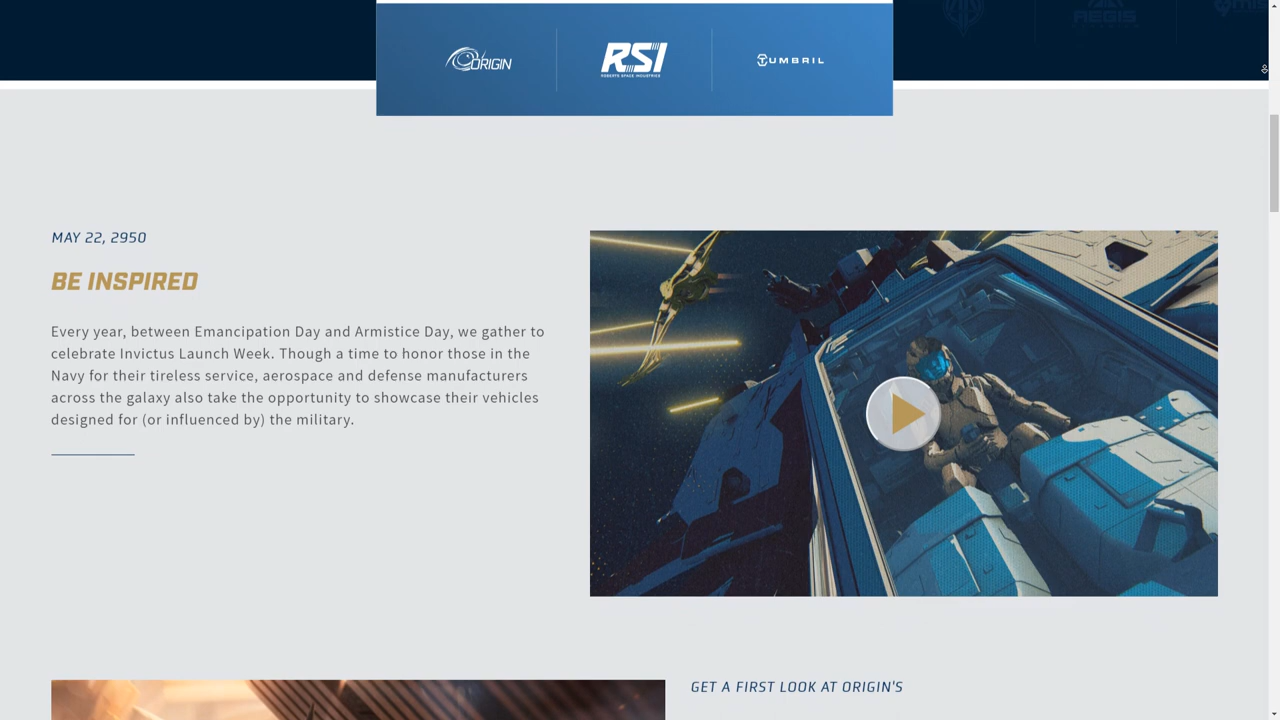 ORIGIN
RSI
ROBERTS SPACE INDUSTRIES
TUMBRIL
AEGIS
MAY 22, 2950
BE INSPIRED
Every year, between Emancipation Day and Armistice Day, we gather to
celebrate Invictus Launch Week. Though a time to honor those in the
Navy for their tireless service, aerospace and defense manufacturers
across the galaxy also take the opportunity to showcase their vehicles
designed for (or influenced by) the military.
GET A FIRST LOOK AT ORIGIN'S